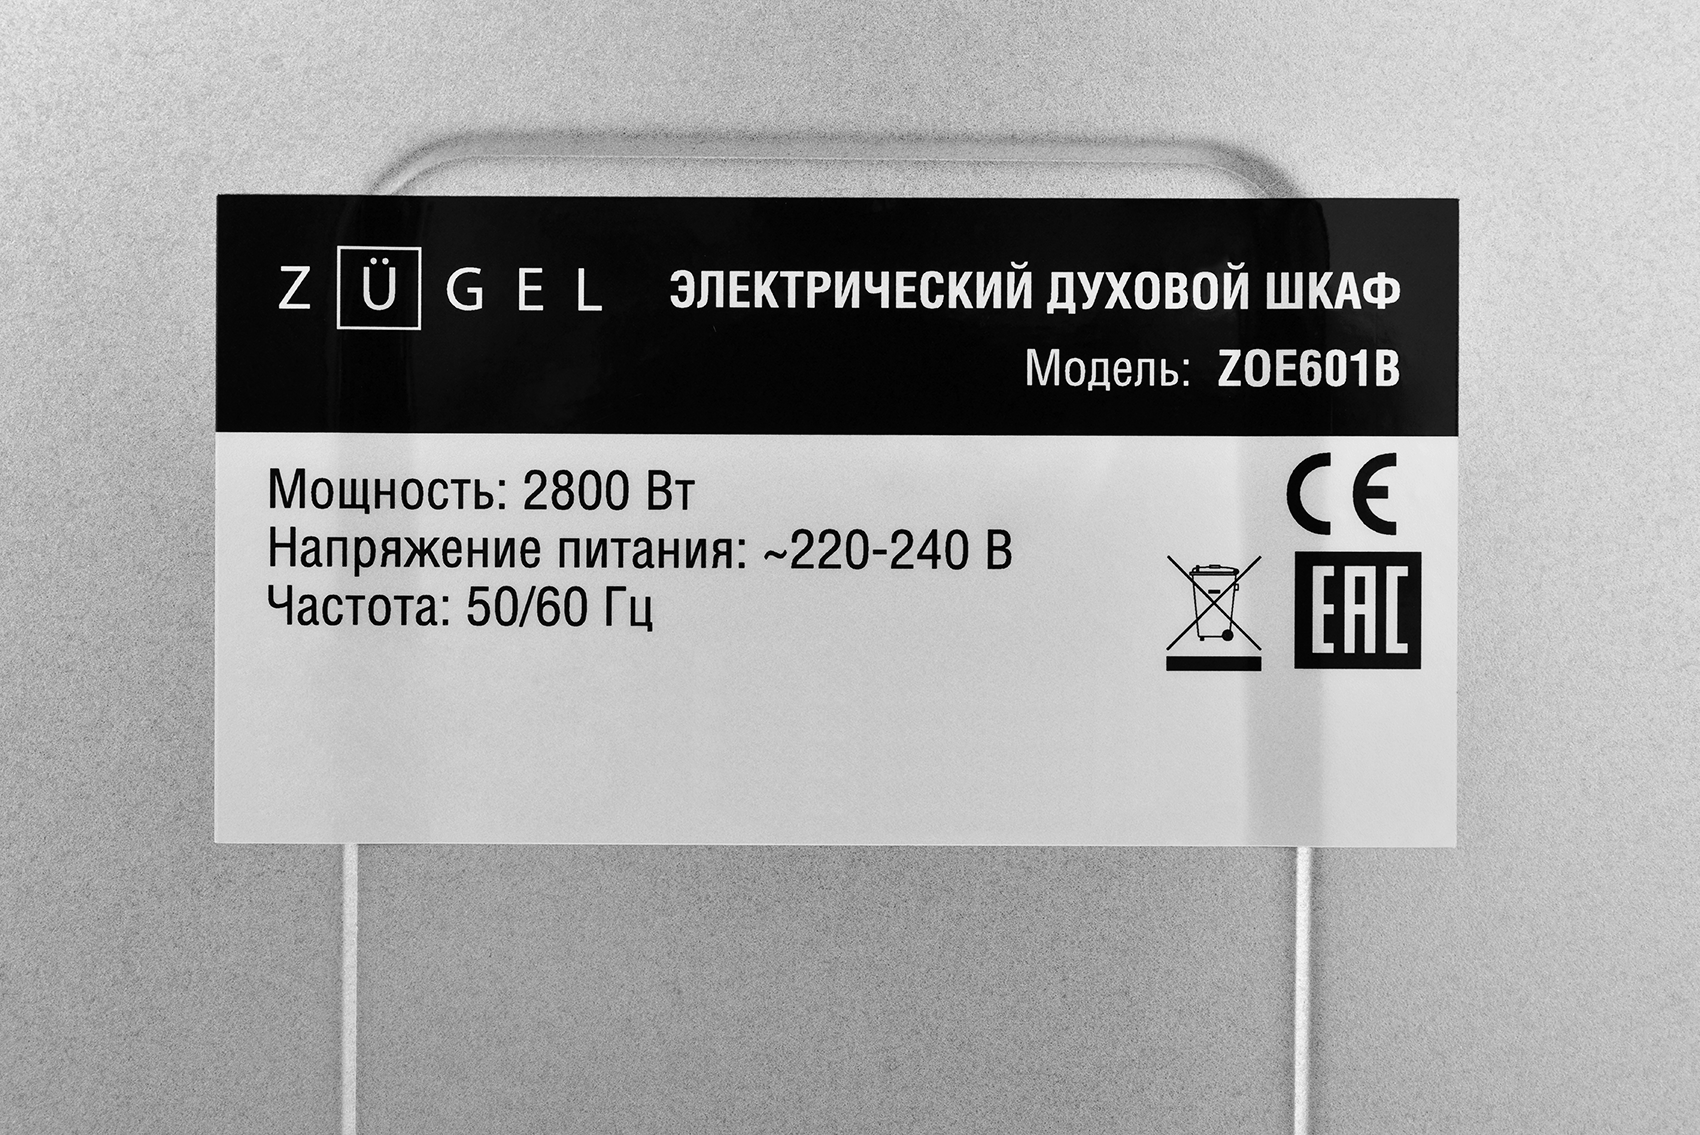 ZÜGEL ЭЛЕКТРИЧЕСКИЙ ДУХОВОЙ ШКАФ
Модель: ZOE601B
Мощность: 2800 Вт
Напряжение питания: ~220-240 В
Частота: 50/60 Гц
CE
EAC